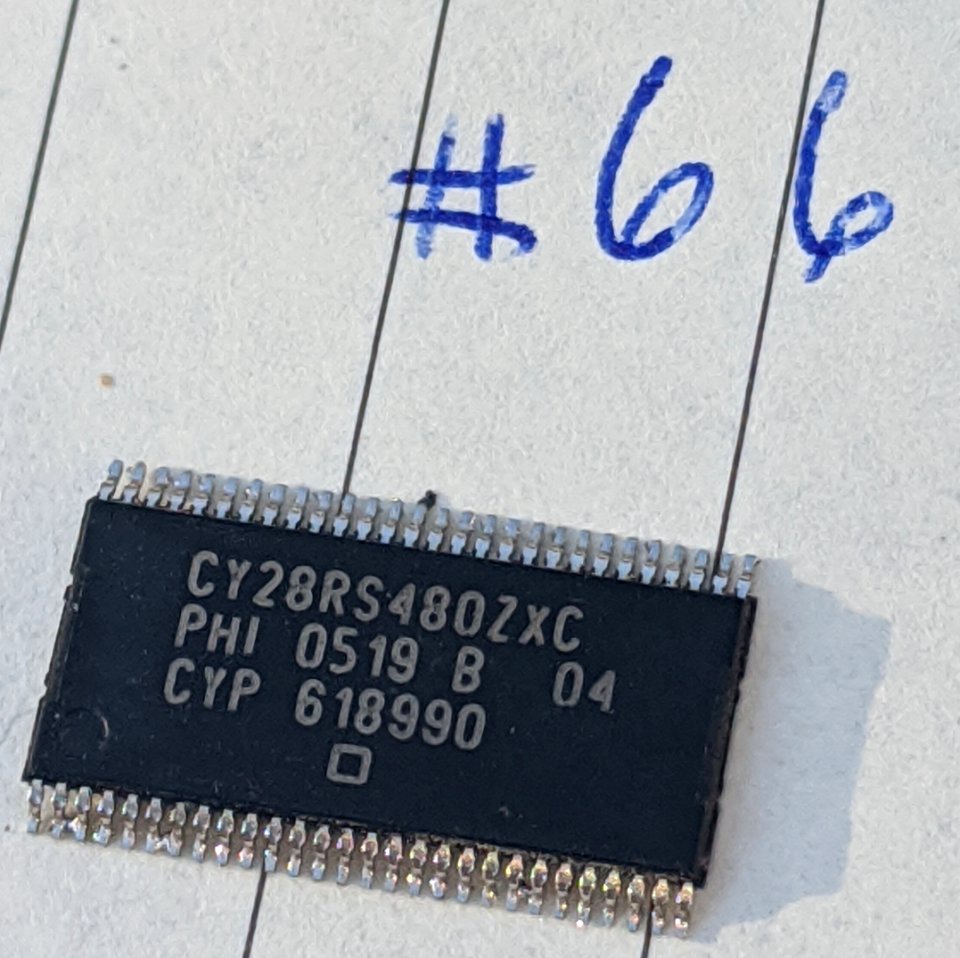 #66
CY28RS480ZXC
PHI 0519 B 04
CYP 618990